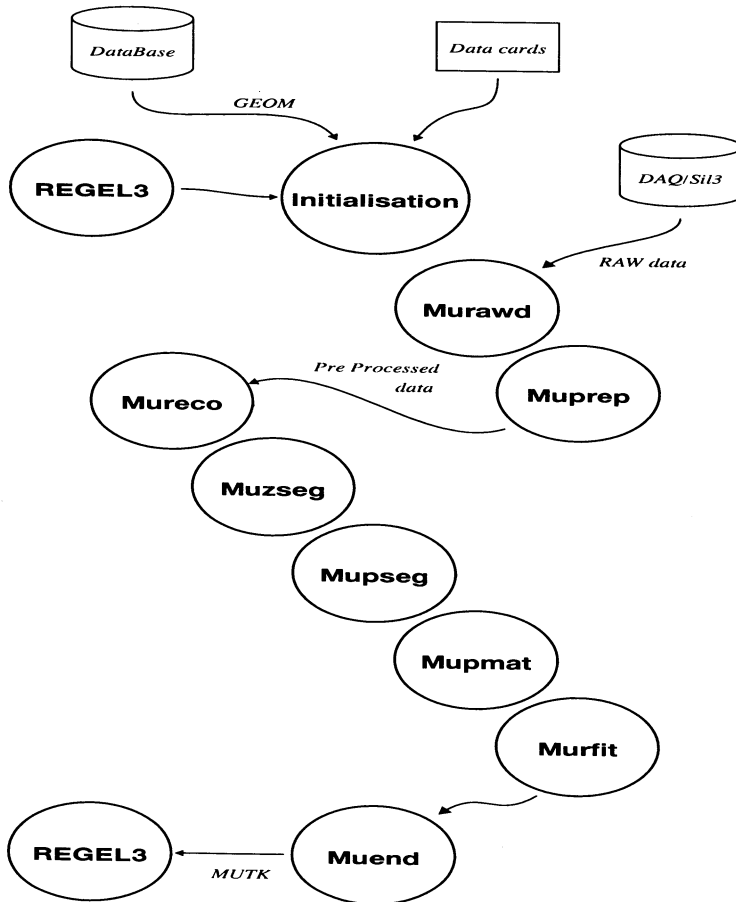 DataBase
Data cards
GEOM
REGEL3
Initialisation
DAQ/Sil3
RAW data
Murawd
Pre Processed
data
Mureco
Muprep
Muzseg
Mupseg
Mupmat
Murfit
REGEL3
MUTK
Muend